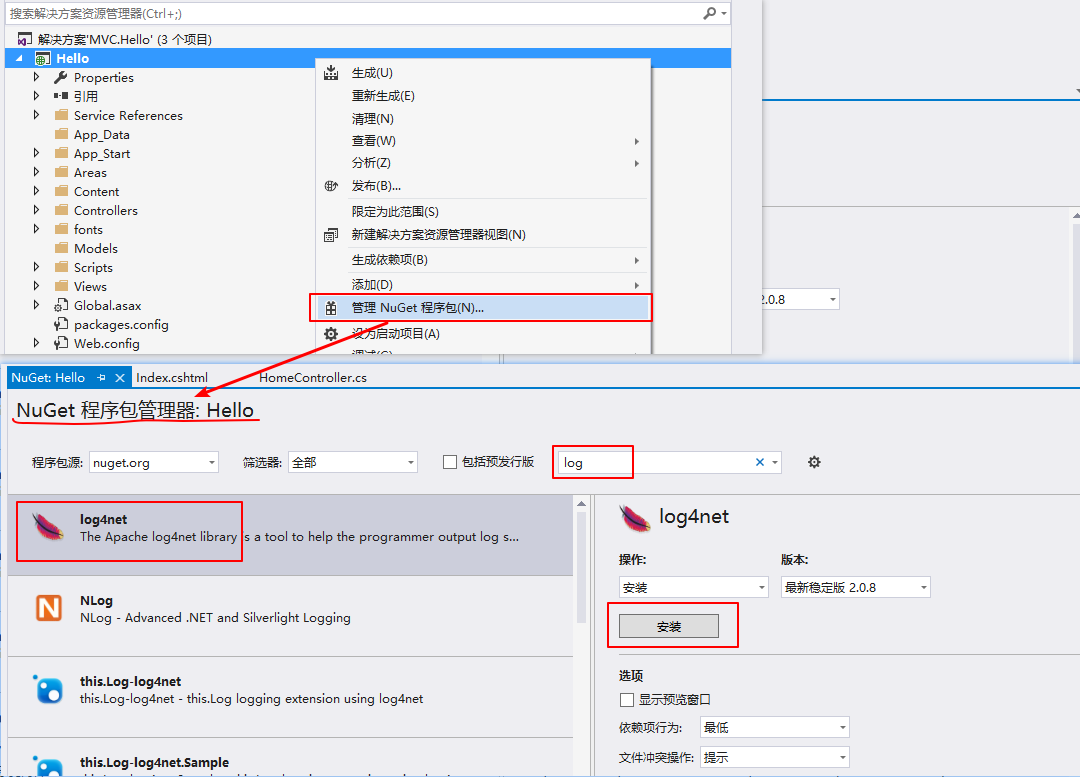 搜索解决方案资源管理器(Ctrl+;)
解决方案'MVC.Hello' (3 个项目)
Hello
Properties
引用
Service References
App_Data
App_Start
Areas
Content
Controllers
fonts
Models
Scripts
Views
Global.asax
packages.config
Web.config
生成(U)
重新生成(E)
清理(N)
查看(W)
分析(Z)
发布(B)...
限定为此范围(S)
新建解决方案资源管理器视图(N)
生成依赖项(B)
添加(D)
管理 NuGet 程序包(N)...
设为启动项目(A)
2.0.8
NuGet: Hello
Index.cshtml
HomeController.cs
NuGet 程序包管理器: Hello
程序包源: nuget.org
筛选器: 全部
包括预发行版
log
log4net
The Apache log4net library is a tool to help the programmer output log s...
NLog
NLog - Advanced .NET and Silverlight Logging
this.Log-log4net
this.Log-log4net - this.Log logging extension using log4net
this.Log-log4net.Sample
log4net
操作:
版本:
安装
最新稳定版 2.0.8
安装
选项
显示预览窗口
依赖项行为: 最低
文件冲突操作: 提示